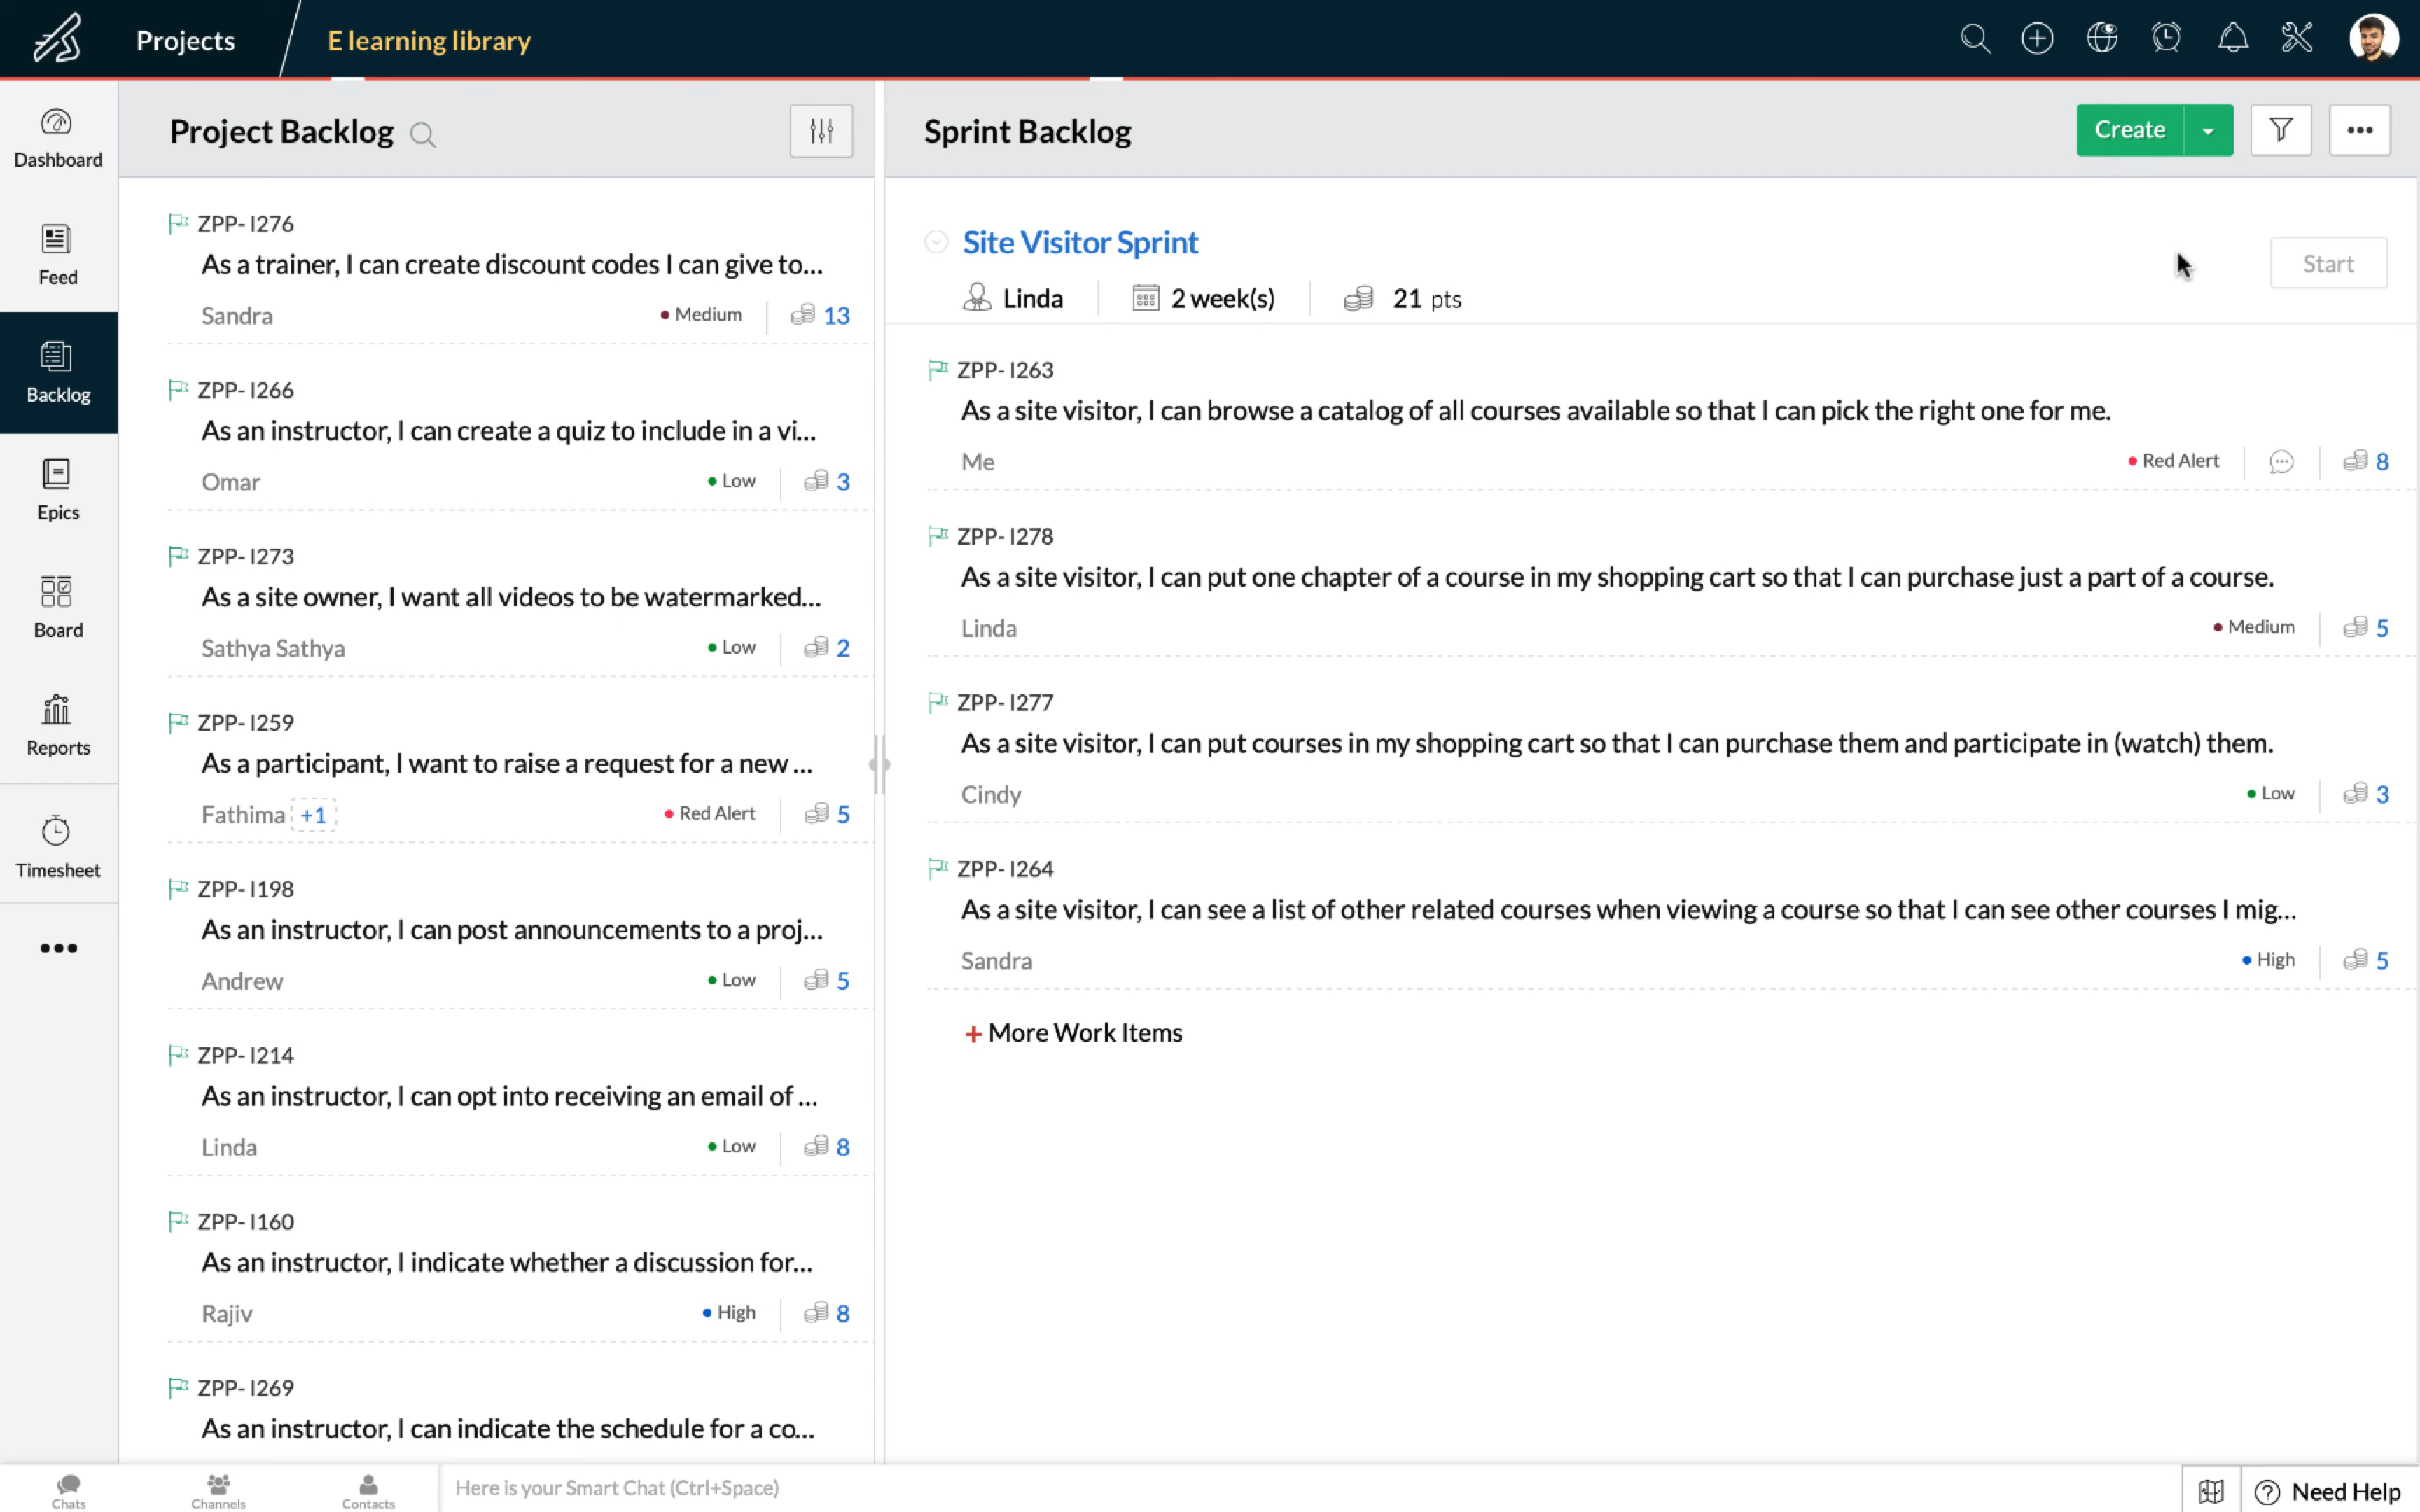 Projects
E learning library
Dashboard
Feed
Backlog
Epics
Board
Reports
Timesheet
Project Backlog
ZPP- I276
As a trainer, I can create discount codes I can give to...
Sandra
Medium
13
ZPP- I266
As an instructor, I can create a quiz to include in a vi...
Omar
Low
3
ZPP- I273
As a site owner, I want all videos to be watermarked...
Sathya Sathya
Low
2
ZPP- I259
As a participant, I want to raise a request for a new ...
Fathima +1
Red Alert
5
ZPP- I198
As an instructor, I can post announcements to a proj...
Andrew
Low
5
ZPP- I214
As an instructor, I can opt into receiving an email of ...
Linda
Low
8
ZPP- I160
As an instructor, I indicate whether a discussion for...
Rajiv
High
8
ZPP- I269
As an instructor, I can indicate the schedule for a co...
Sprint Backlog
Create
Site Visitor Sprint
Start
Linda
2 week(s)
21 pts
ZPP- I263
As a site visitor, I can browse a catalog of all courses available so that I can pick the right one for me.
Me
Red Alert
8
ZPP- I278
As a site visitor, I can put one chapter of a course in my shopping cart so that I can purchase just a part of a course.
Linda
Medium
5
ZPP- I277
As a site visitor, I can put courses in my shopping cart so that I can purchase them and participate in (watch) them.
Cindy
Low
3
ZPP- I264
As a site visitor, I can see a list of other related courses when viewing a course so that I can see other courses I mig...
Sandra
High
5
+ More Work Items
Chats
Channels
Contacts
Here is your Smart Chat (Ctrl+Space)
Need Help